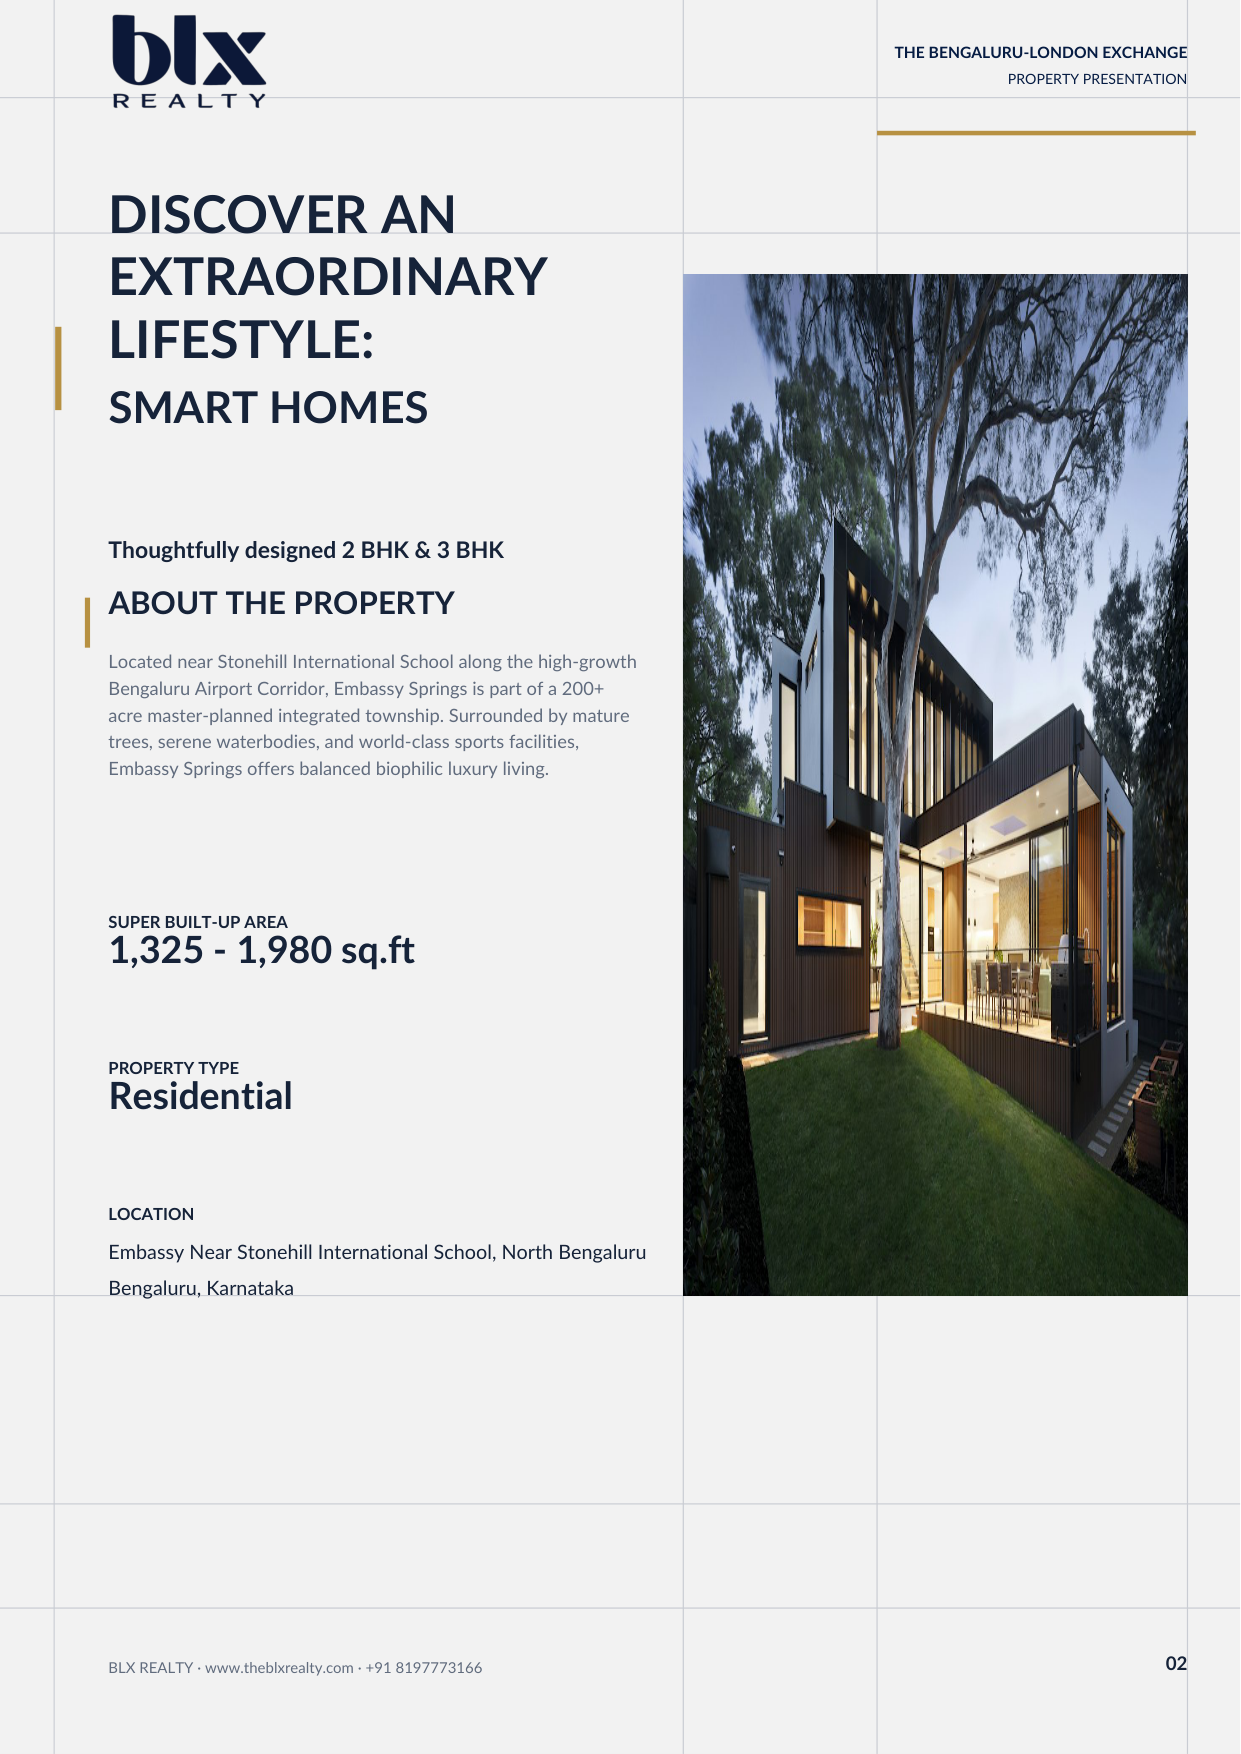 blx
REALTY
THE BENGALURU-LONDON EXCHANGE
PROPERTY PRESENTATION
DISCOVER AN
EXTRAORDINARY
LIFESTYLE:
SMART HOMES
Thoughtfully designed 2 BHK & 3 BHK
ABOUT THE PROPERTY
Located near Stonehill International School along the high-growth
Bengaluru Airport Corridor, Embassy Springs is part of a 200+
acre master-planned integrated township. Surrounded by mature
trees, serene waterbodies, and world-class sports facilities,
Embassy Springs offers balanced biophilic luxury living.
SUPER BUILT-UP AREA
1,325 - 1,980 sq.ft
PROPERTY TYPE
Residential
LOCATION
Embassy Near Stonehill International School, North Bengaluru
Bengaluru, Karnataka
BLX REALTY · www.theblxrealty.com · +91 8197773166
02